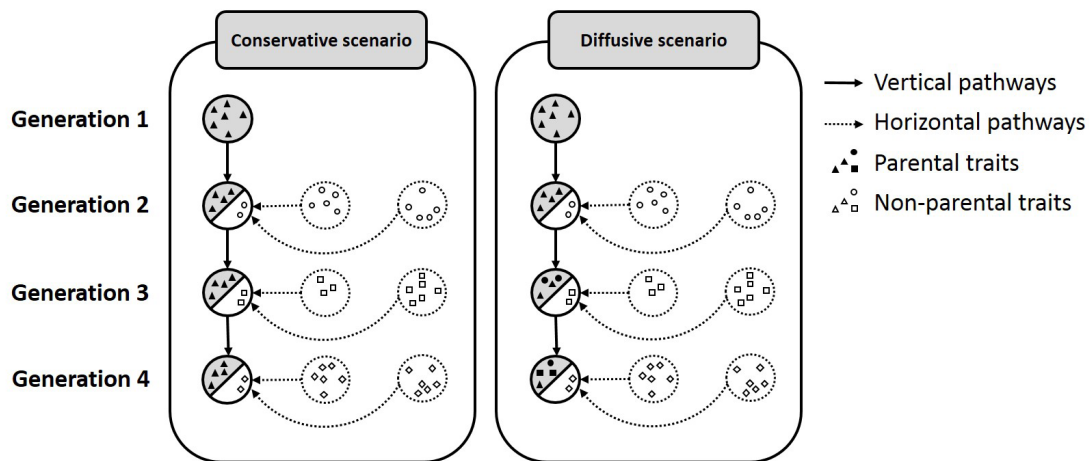 Conservative scenario
Diffusive scenario
Generation 1
Generation 2
Generation 3
Generation 4
Vertical pathways
Horizontal pathways
Parental traits
Non-parental traits